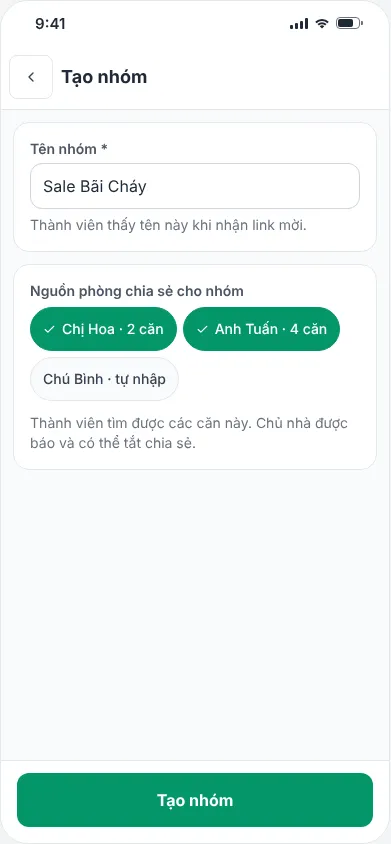 9:41
Tạo nhóm
Tên nhóm *
Sale Bãi Cháy
Thành viên thấy tên này khi nhận link mời.
Nguồn phòng chia sẻ cho nhóm
Chị Hoa · 2 căn
Anh Tuấn · 4 căn
Chú Bình · tự nhập
Thành viên tìm được các căn này. Chủ nhà được
báo và có thể tắt chia sẻ.
Tạo nhóm